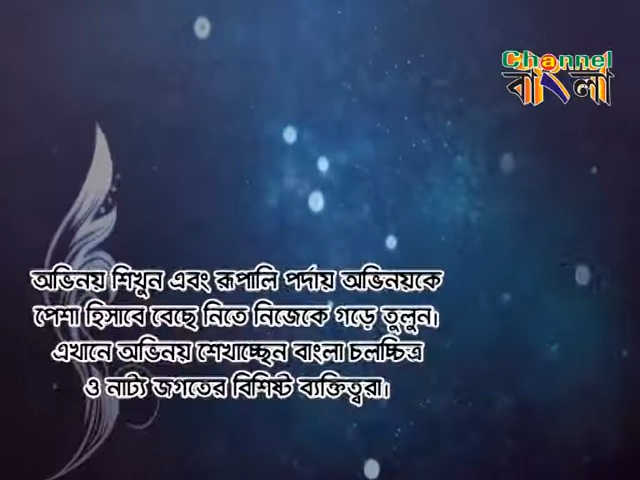 Channel
বাংলা
অভিনয় শিখুন এবং রূপালি পর্দায় অভিনয়কে
পেশা হিসাবে বেছে নিতে নিজেকে গড়ে তুলুন।
এখানে অভিনয় শেখাচ্ছেন বাংলা চলচ্চিত্র
ও নাট্য জগতের বিশিষ্ট ব্যক্তিত্বরা।